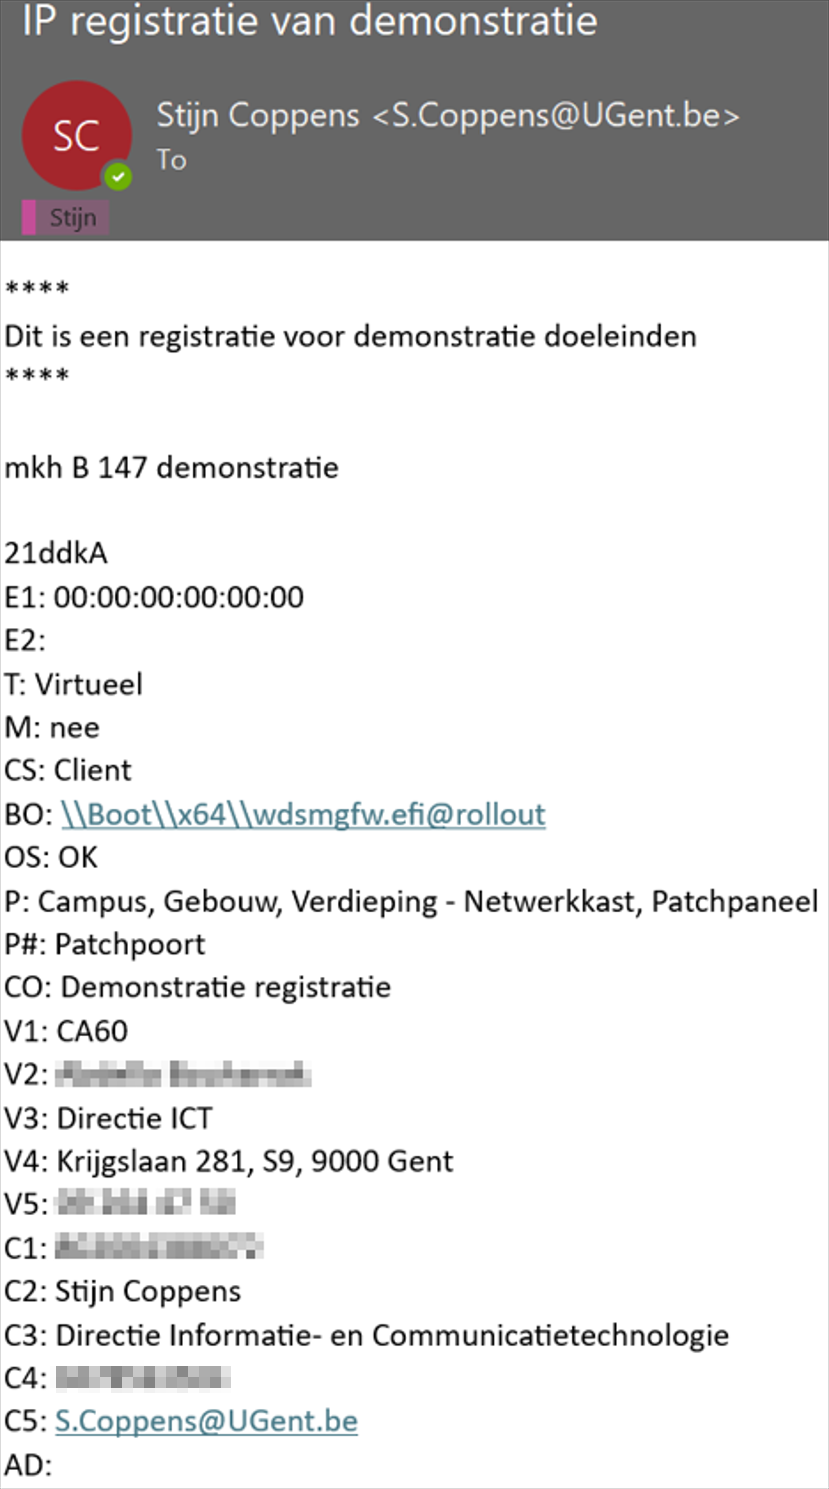 IP registratie van demonstratie
SC
Stijn Coppens <S.Coppens@UGent.be>
To
Stijn
****
Dit is een registratie voor demonstratie doeleinden
****
mkh B 147 demonstratie
21ddkA
E1: 00:00:00:00:00:00
E2:
T: Virtueel
M: nee
CS: Client
BO: \\Boot\\x64\\wdsmgfw.efi@rollout
OS: OK
P: Campus, Gebouw, Verdieping - Netwerkkast, Patchpaneel
P#: Patchpoort
CO: Demonstratie registratie
V1: CA60
V2:
V3: Directie ICT
V4: Krijgslaan 281, S9, 9000 Gent
V5:
C1:
C2: Stijn Coppens
C3: Directie Informatie- en Communicatietechnologie
C4:
C5: S.Coppens@UGent.be
AD: